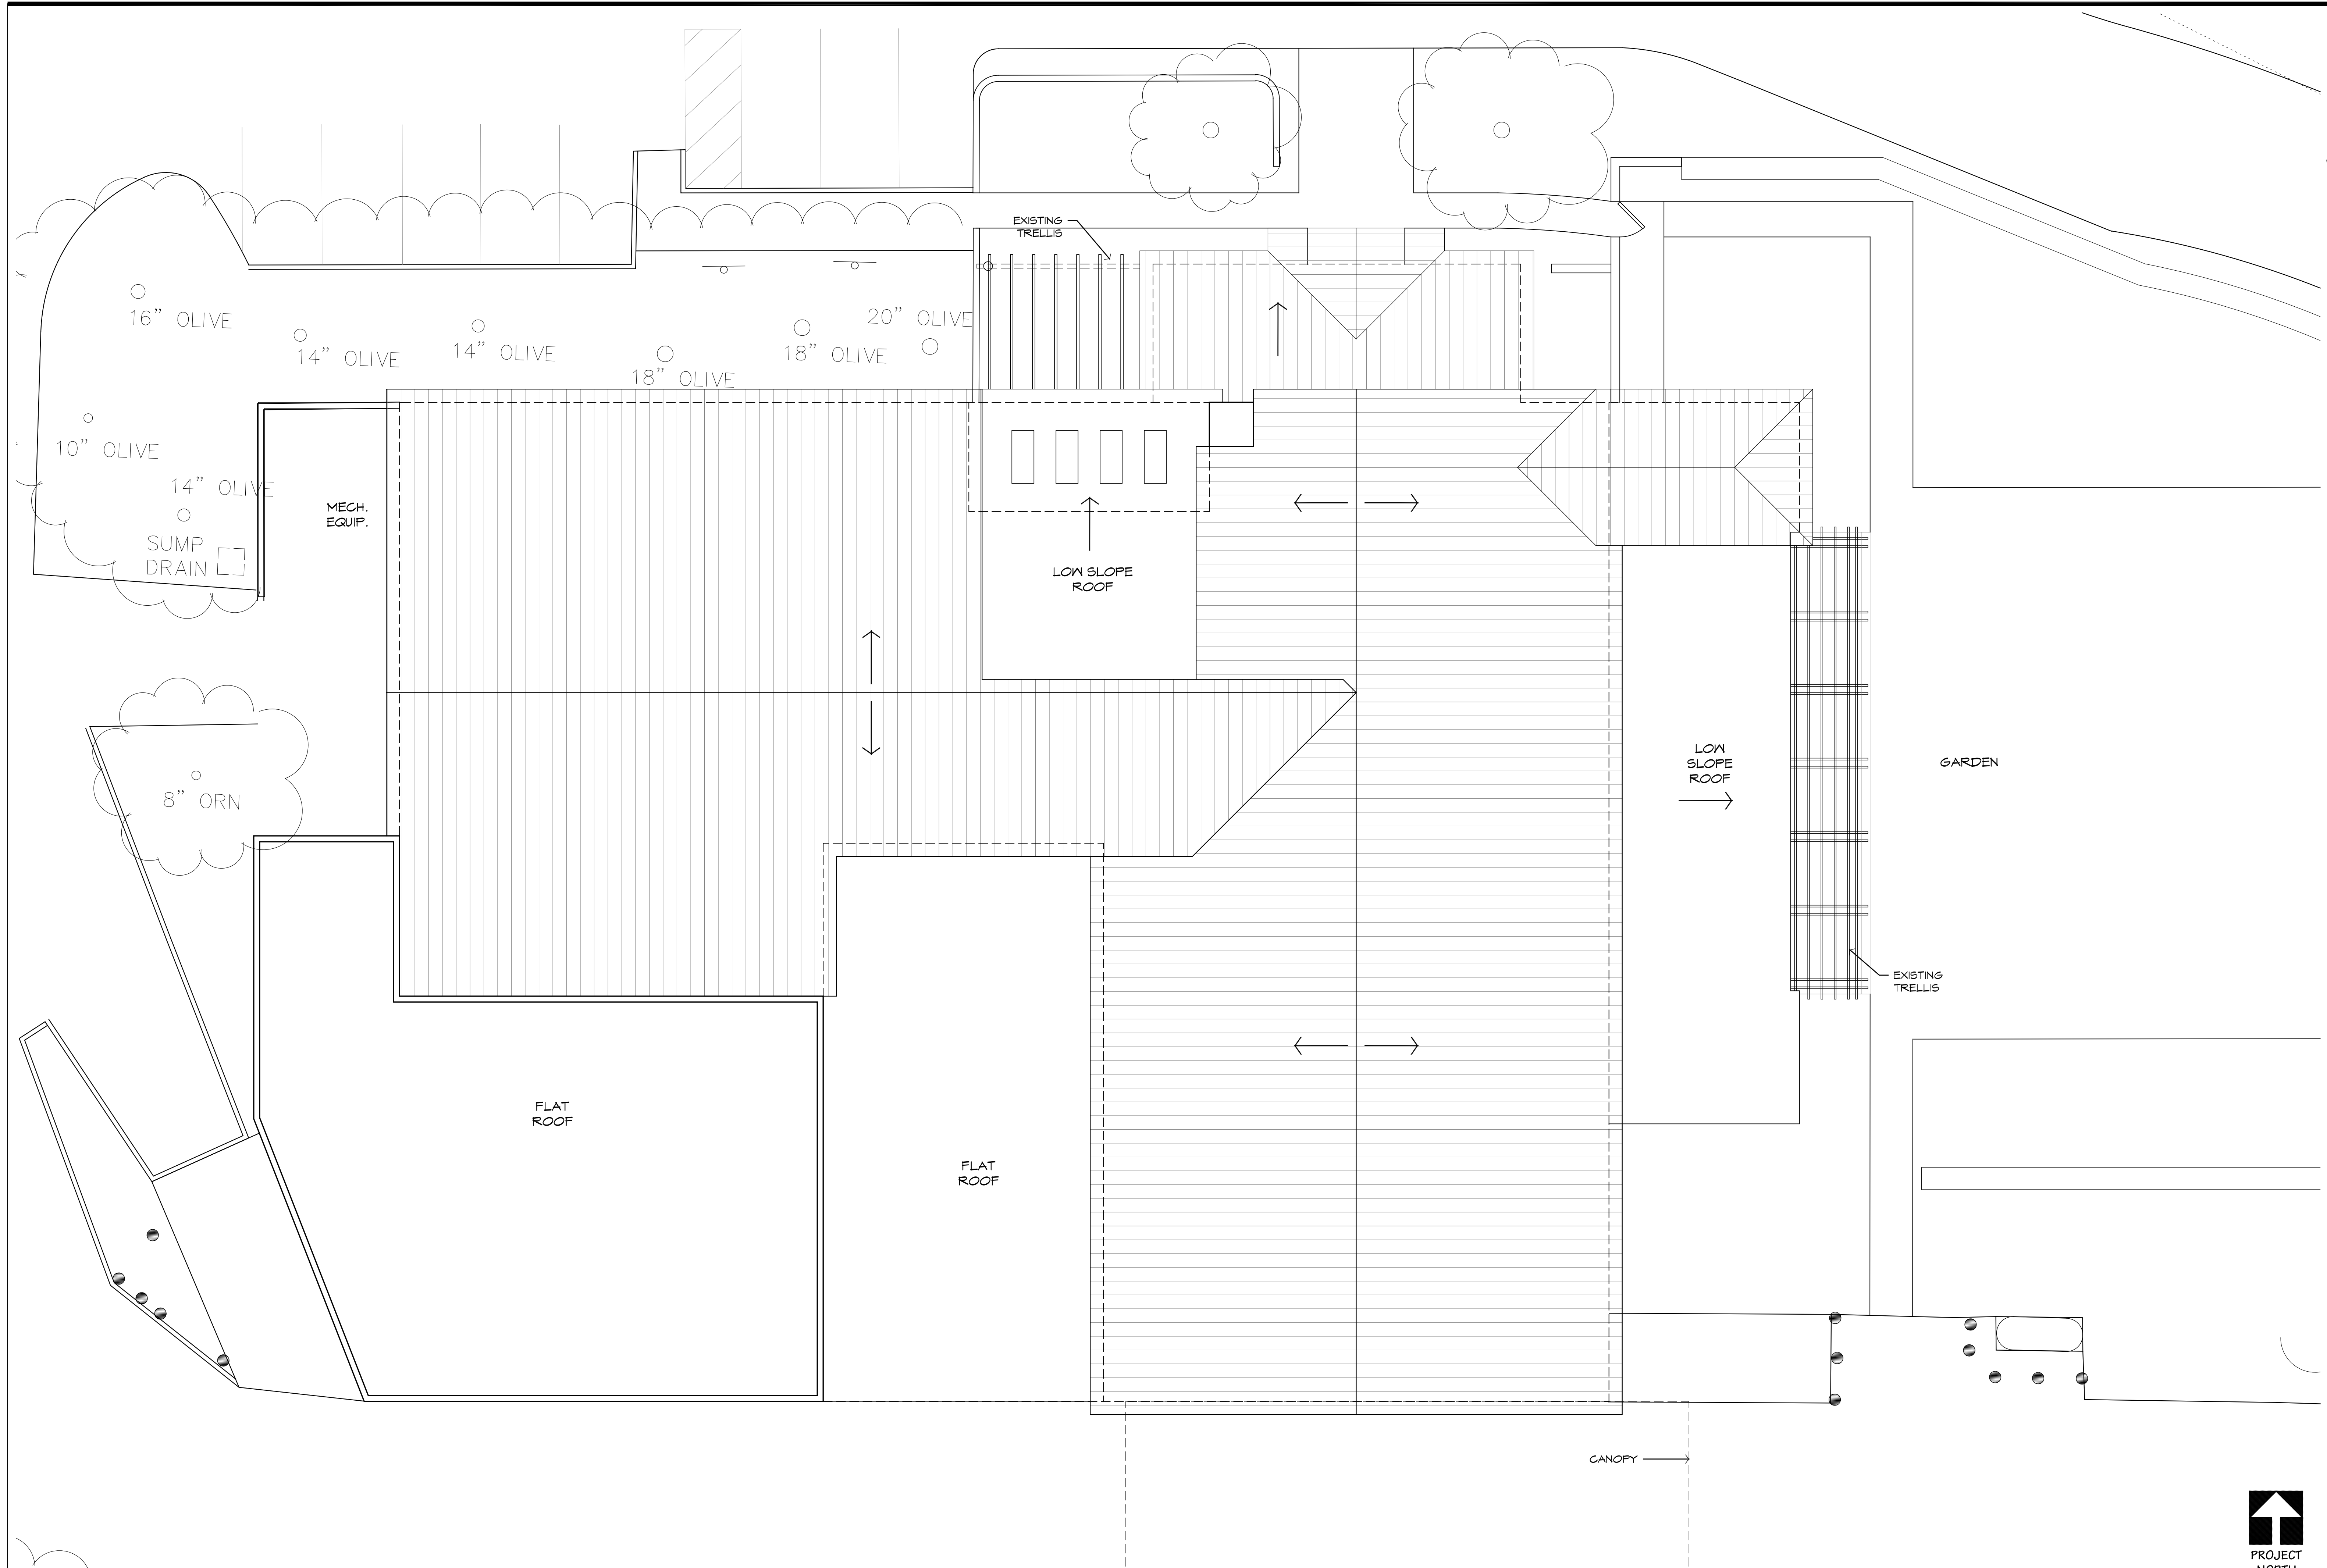 EXISTING
TRELLIS
16” OLIVE
14” OLIVE
14” OLIVE
18” OLIVE
18” OLIVE
20” OLIVE
10” OLIVE
14” OLIVE
SUMP
DRAIN
MECH.
EQUIP.
LOW SLOPE
ROOF
LOW
SLOPE
ROOF
GARDEN
8” ORN
EXISTING
TRELLIS
FLAT
ROOF
FLAT
ROOF
CANOPY
PROJECT
NORTH